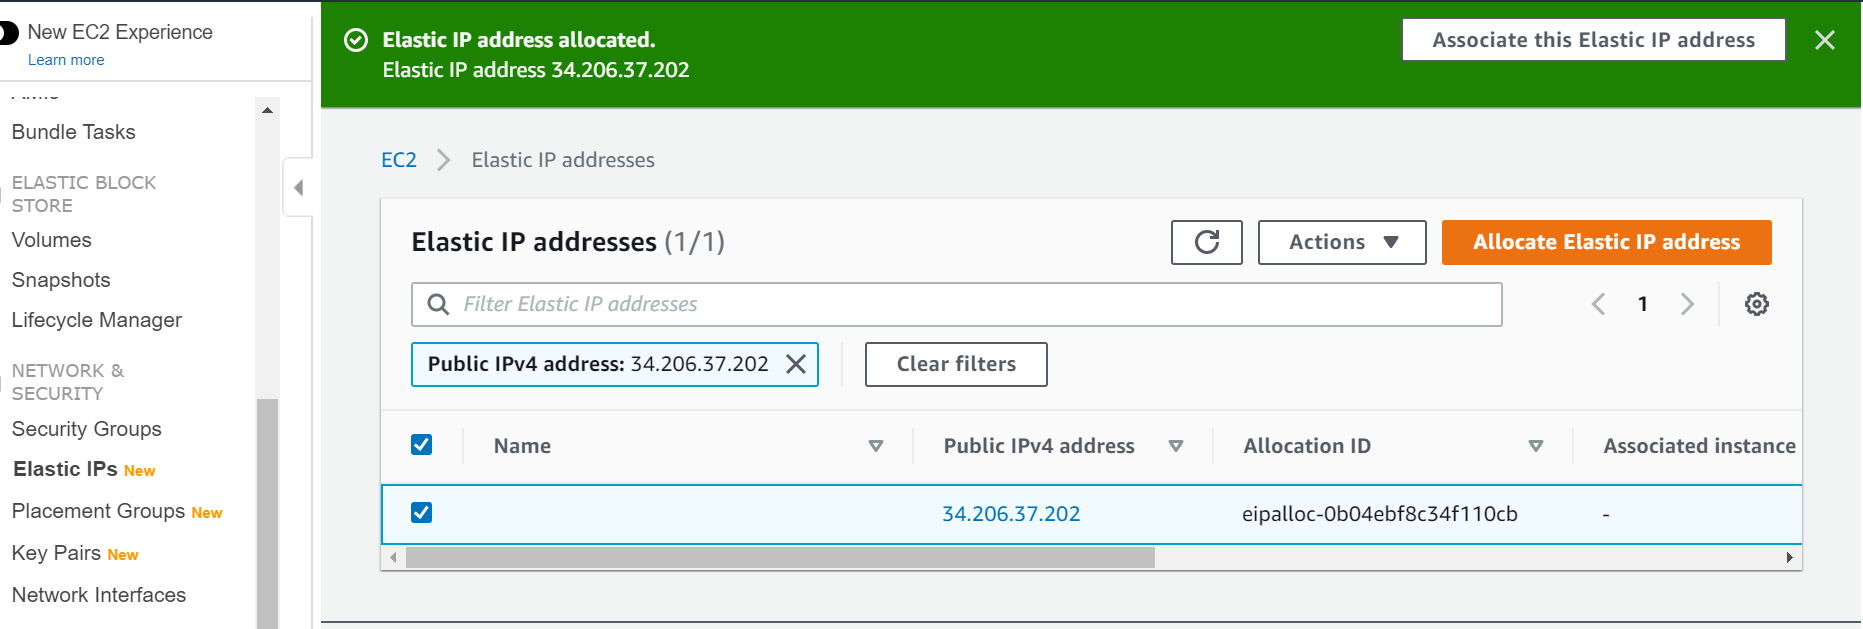 New EC2 Experience
Learn more
Bundle Tasks
ELASTIC BLOCK
STORE
Volumes
Snapshots
Lifecycle Manager
NETWORK &
SECURITY
Security Groups
Elastic IPs New
Placement Groups New
Key Pairs New
Network Interfaces
Elastic IP address allocated.
Elastic IP address 34.206.37.202
Associate this Elastic IP address
EC2 Elastic IP addresses
Elastic IP addresses (1/1)
Actions
Allocate Elastic IP address
Filter Elastic IP addresses
1
Public IPv4 address: 34.206.37.202
Clear filters
Name Public IPv4 address Allocation ID Associated instance
34.206.37.202 eipalloc-0b04ebf8c34f110cb -